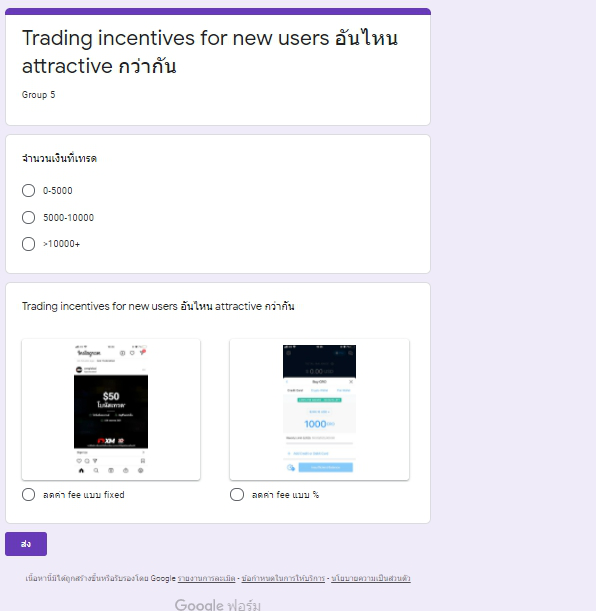 Trading incentives for new users อันไหน
attractive กว่ากัน
Group 5
จำนวนเงินที่เทรด
0-5000
5000-10000
>10000+
Trading incentives for new users อันไหน attractive กว่ากัน
Instagram
$50
โบนัสเทรด*
XM
1000
ลดค่า fee แบบ fixed
ลดค่า fee แบบ %
ส่ง
เนื้อหานี้มิได้ถูกสร้างขึ้นหรือรับรองโดย Google รายงานการละเมิด - ข้อกำหนดในการให้บริการ - นโยบายความเป็นส่วนตัว
Google ฟอร์ม